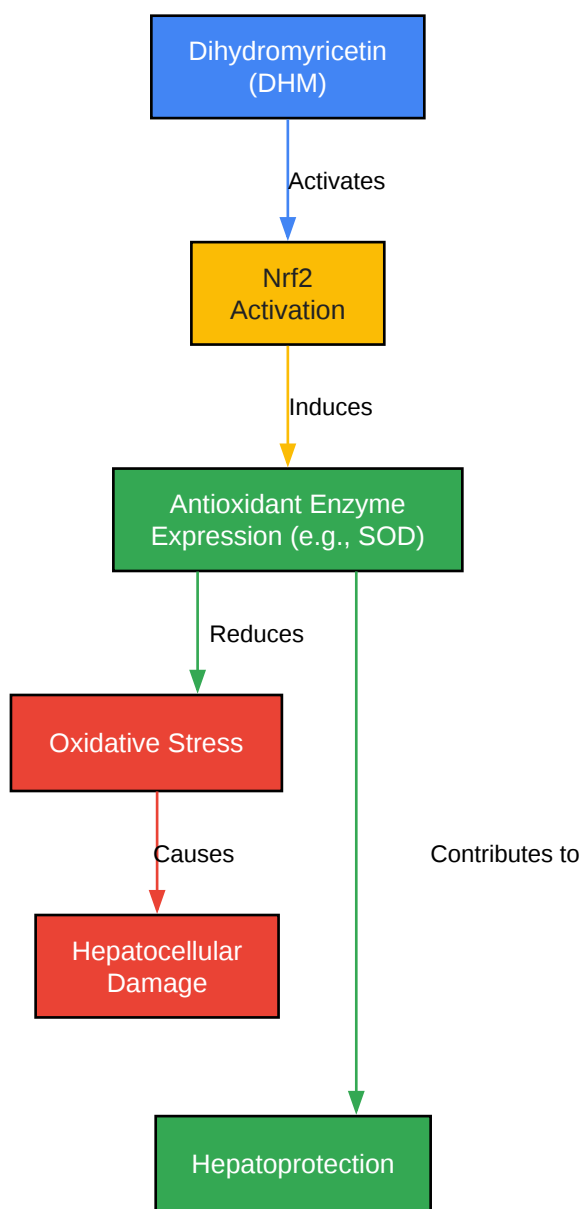 Dihydromyricetin
(DHM)
Activates
Nrf2
Activation
Induces
Antioxidant Enzyme
Expression (e.g., SOD)
Reduces
Oxidative Stress
Causes
Contributes to
Hepatocellular
Damage
Hepatoprotection